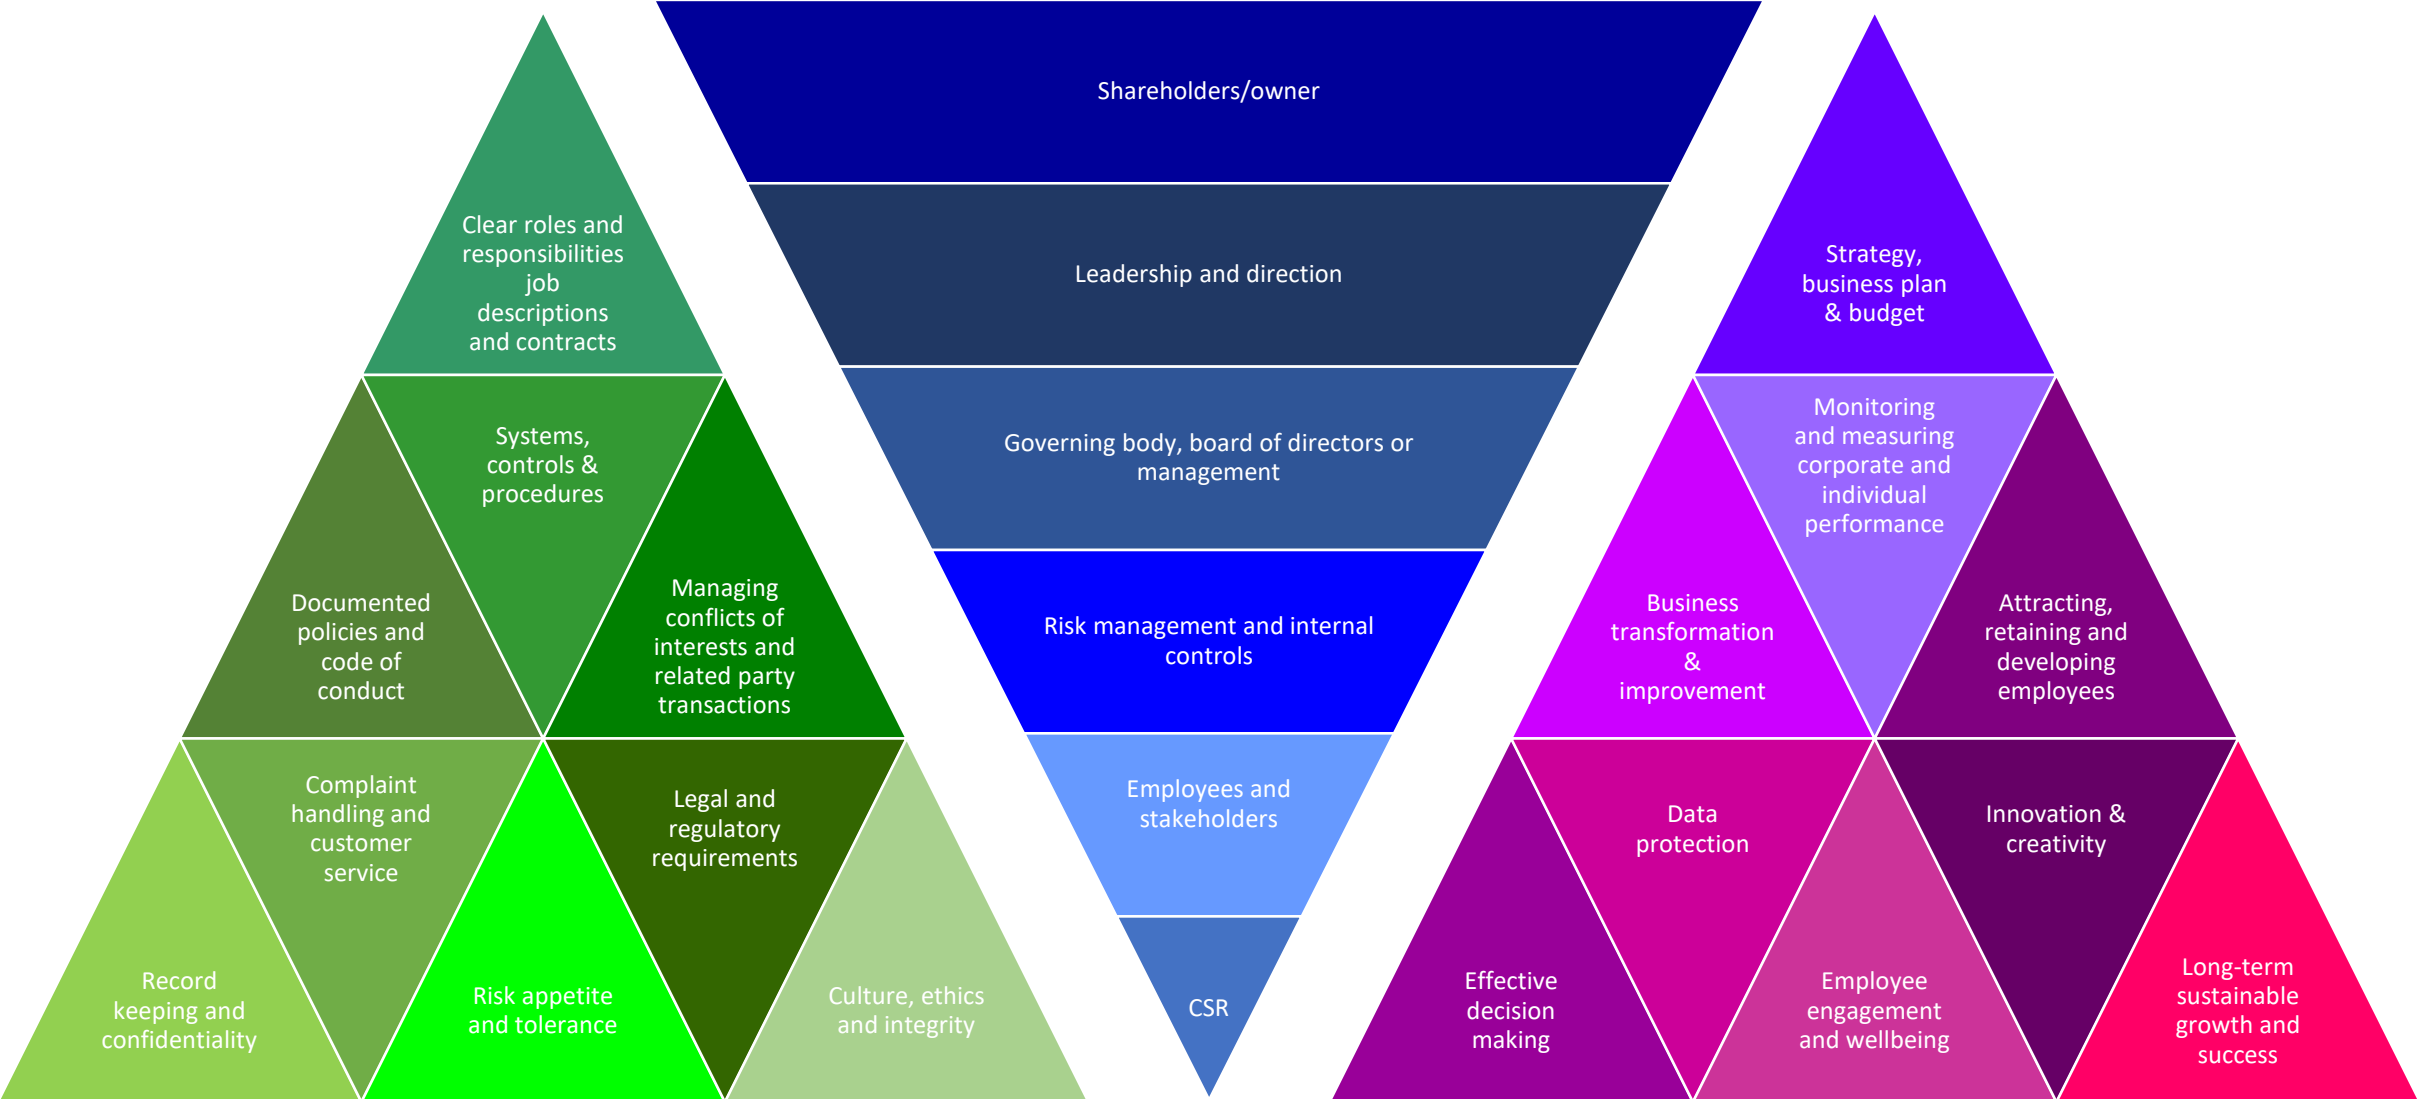 Clear roles and
responsibilities
job
descriptions
and contracts
Systems,
controls &
procedures
Documented
policies and
code of
conduct
Managing
conflicts of
interests and
related party
transactions
Complaint
handling and
customer
service
Legal and
regulatory
requirements
Record
keeping and
confidentiality
Risk appetite
and tolerance
Culture, ethics
and integrity
Shareholders/owner
Leadership and direction
Governing body, board of directors or
management
Risk management and internal
controls
Employees and
stakeholders
CSR
Strategy,
business plan
& budget
Monitoring
and measuring
corporate and
individual
performance
Business
transformation
&
improvement
Attracting,
retaining and
developing
employees
Data
protection
Innovation &
creativity
Effective
decision
making
Employee
engagement
and wellbeing
Long-term
sustainable
growth and
success